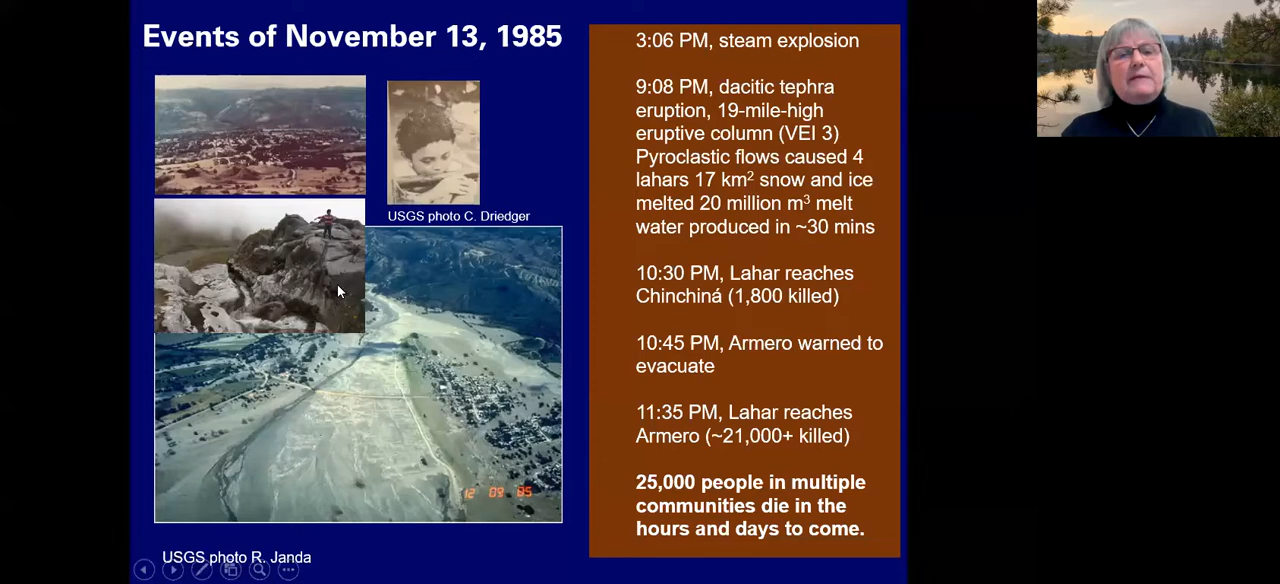 Events of November 13, 1985
USGS photo C. Driedger
12 09 85
USGS photo R. Janda
3:06 PM, steam explosion
9:08 PM, dacitic tephra
eruption, 19-mile-high
eruptive column (VEI 3)
Pyroclastic flows caused 4
lahars 17 km² snow and ice
melted 20 million m³ melt
water produced in ~30 mins
10:30 PM, Lahar reaches
Chinchiná (1,800 killed)
10:45 PM, Armero warned to
evacuate
11:35 PM, Lahar reaches
Armero (~21,000+ killed)
25,000 people in multiple
communities die in the
hours and days to come.